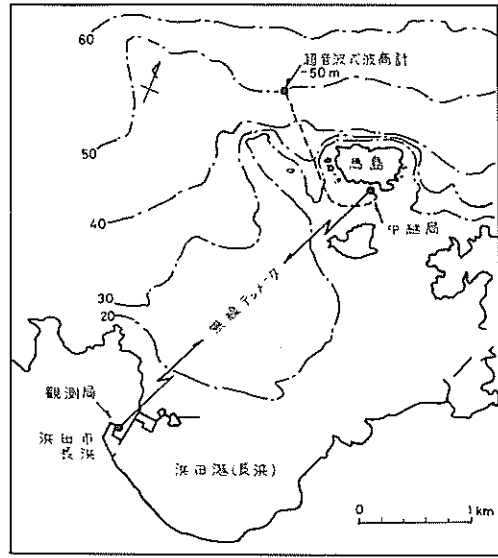 60
超音波式波高計
-50m
50
馬島
40
中継局
30
20
無線テレメータ
観測局
浜田市
長浜
浜田港(長浜)
0
1
km